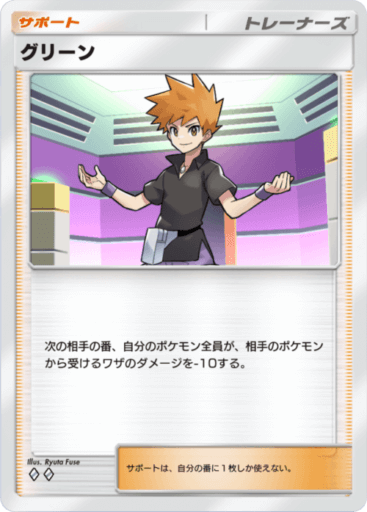 サポート
トレーナーズ
グリーン
次の相手の番、自分のポケモン全員が、相手のポケモン
から受けるワザのダメージを-10する。
Illus. Ryuta Fuse
サポートは、自分の番に1枚しか使えない。